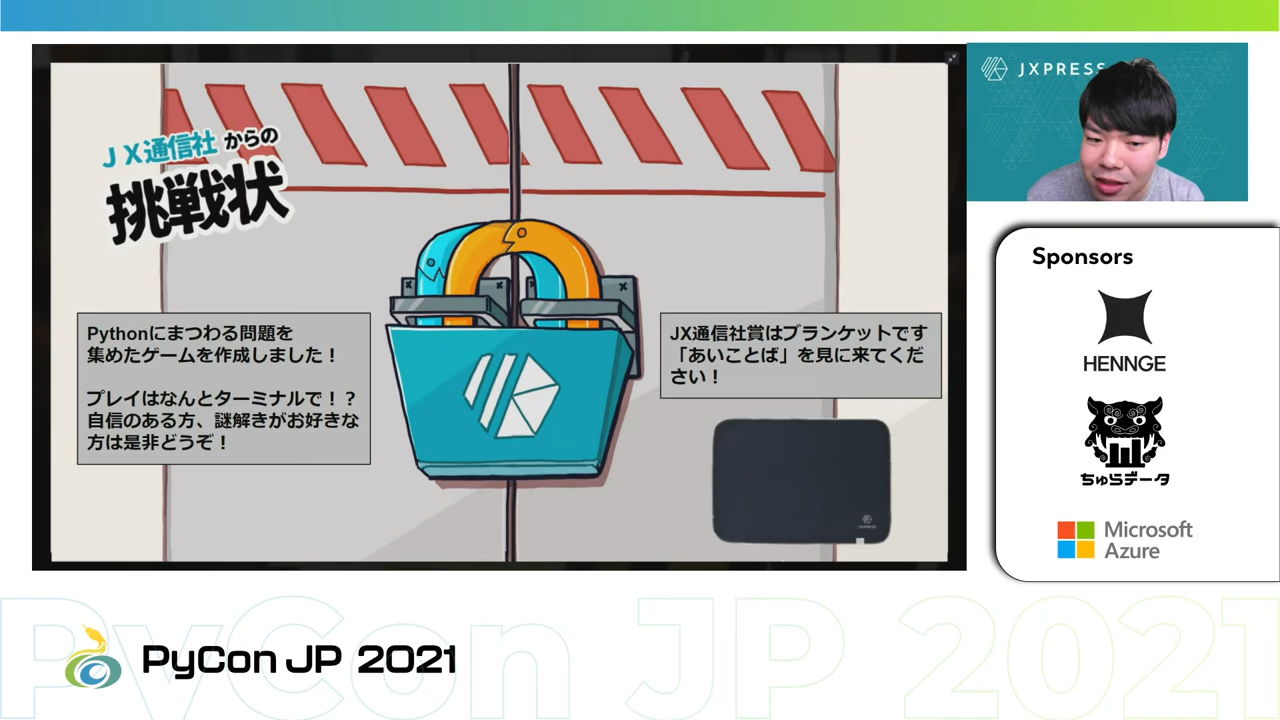 JX通信社からの
挑戦状
Pythonにまつわる問題を
集めたゲームを作成しました！
プレイはなんとターミナルで！？
自信のある方、謎解きがお好きな
方は是非どうぞ！
JX通信社賞はブランケットです
「あいことば」を見に来てくだ
さい！
JXPRESS
JXPRESS
Sponsors
HENNGE
ちゅらデータ
Microsoft
Azure
PyCon JP 2021
PyCon JP 2021